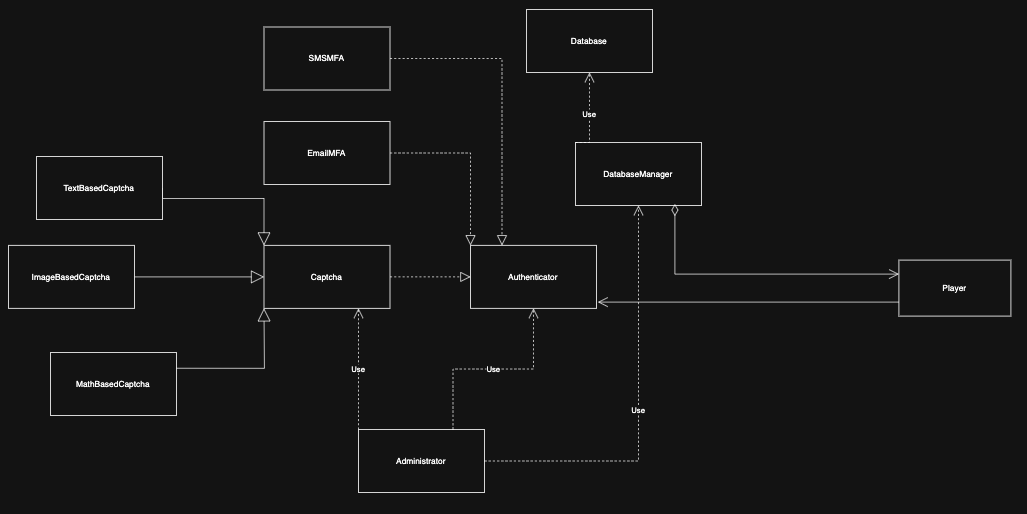 Database
SMSMFA
Use
EmailMFA
DatabaseManager
TextBasedCaptcha
ImageBasedCaptcha
Captcha
Authenticator
Player
Use
Use
MathBasedCaptcha
Use
Administrator